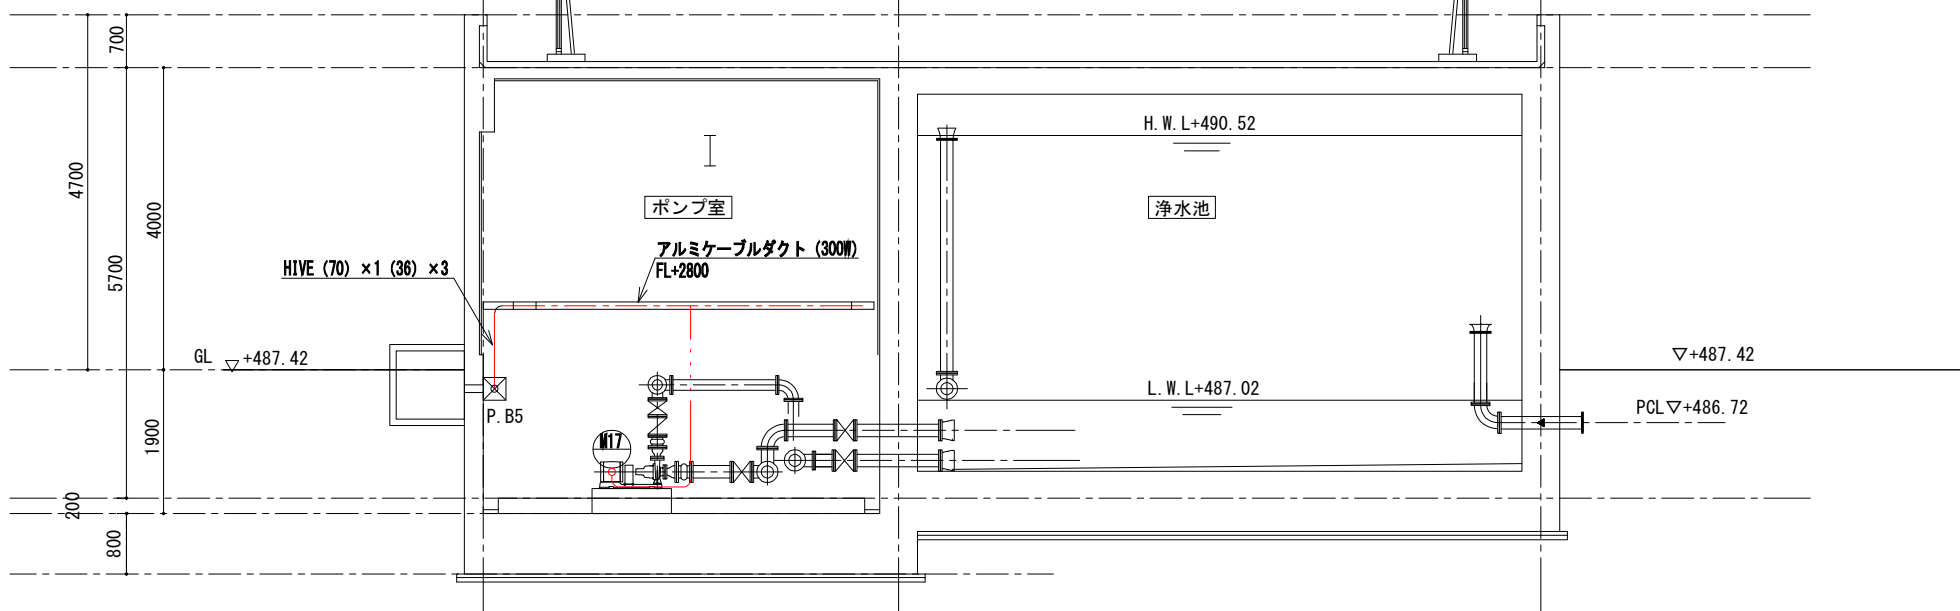 700
H.W.L+490.52
4700
4000
5700
ポンプ室
浄水池
アルミケーブルダクト (300W)
FL+2800
HIVE (70) ×1 (36) ×3
GL ▽+487.42
▽+487.42
L.W.L+487.02
PCL▽+486.72
P.B5
1900
M17
200
800